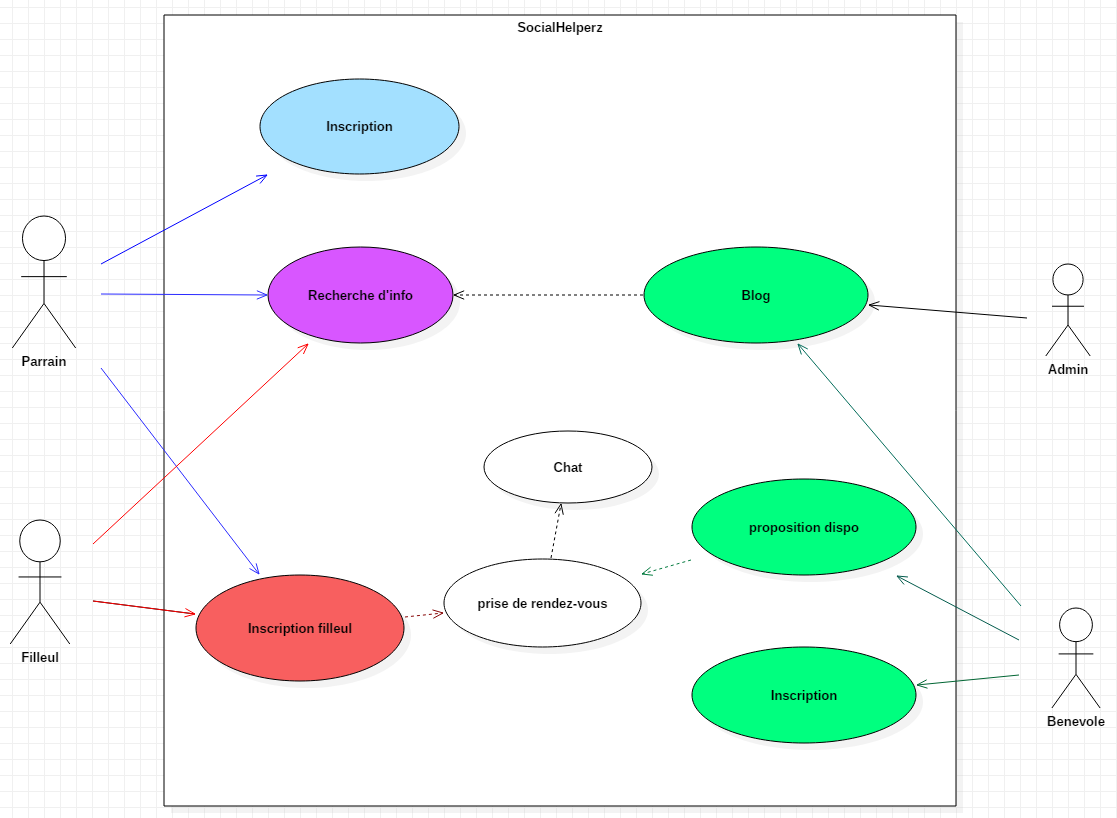 SocialHelperz
Inscription
Recherche d'info
Blog
Parrain
Admin
Chat
proposition dispo
prise de rendez-vous
Inscription filleul
Filleul
Inscription
Benevole